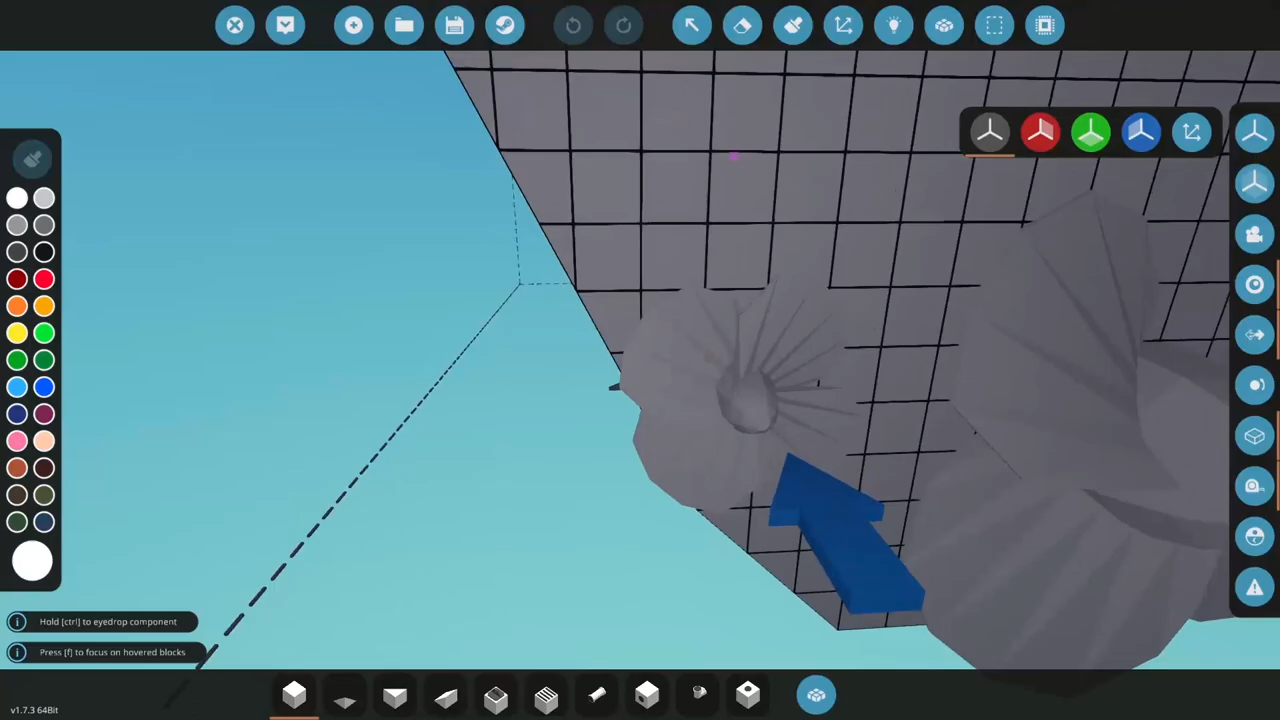 Hold [ctrl] to eyedrop component
Press [f] to focus on hovered blocks
v1.7.3 64Bit